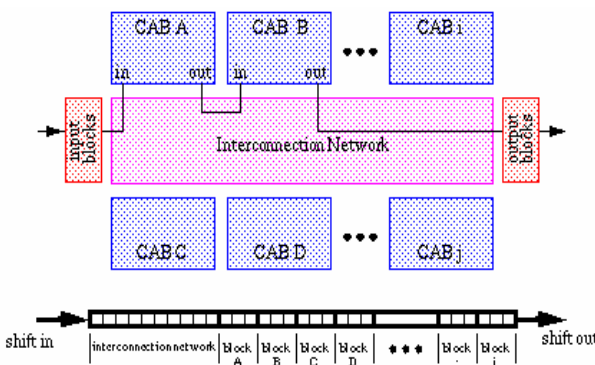 CAB A
CAB B
CAB i
in
out
in
out
input
blocks
Interconnection Network
output
blocks
CAB C
CAB D
CAB j
shift in
shift out
interconnection network
block
A
block
B
block
C
block
D
block
block